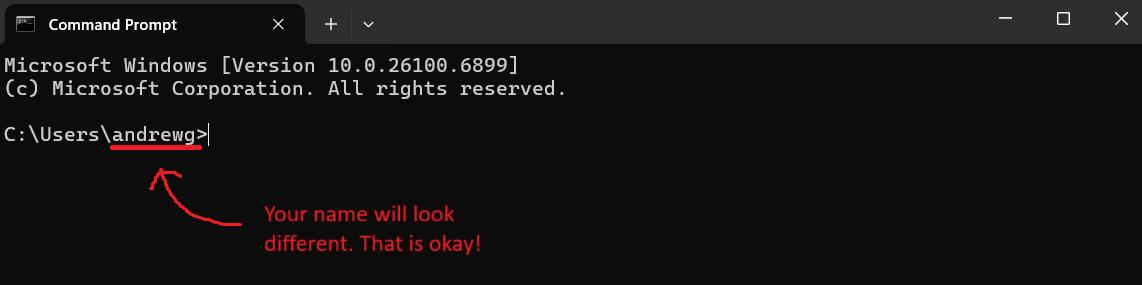 Command Prompt
Microsoft Windows [Version 10.0.26100.6899]
(c) Microsoft Corporation. All rights reserved.
C:\Users\andrewg>
Your name will look
different. That is okay!